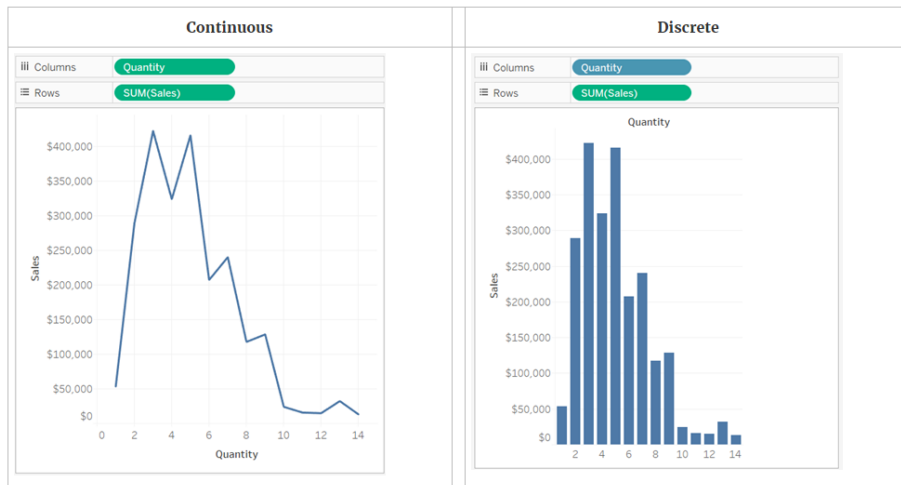 Continuous
Discrete
Columns
Quantity
Rows
SUM(Sales)
$400,000
$350,000
$300,000
$250,000
$200,000
$150,000
$100,000
$50,000
$0
Sales
0 2 4 6 8 10 12 14
Quantity
Columns
Quantity
Rows
SUM(Sales)
Quantity
$400,000
$350,000
$300,000
$250,000
$200,000
$150,000
$100,000
$50,000
$0
Sales
2 4 6 8 10 12 14